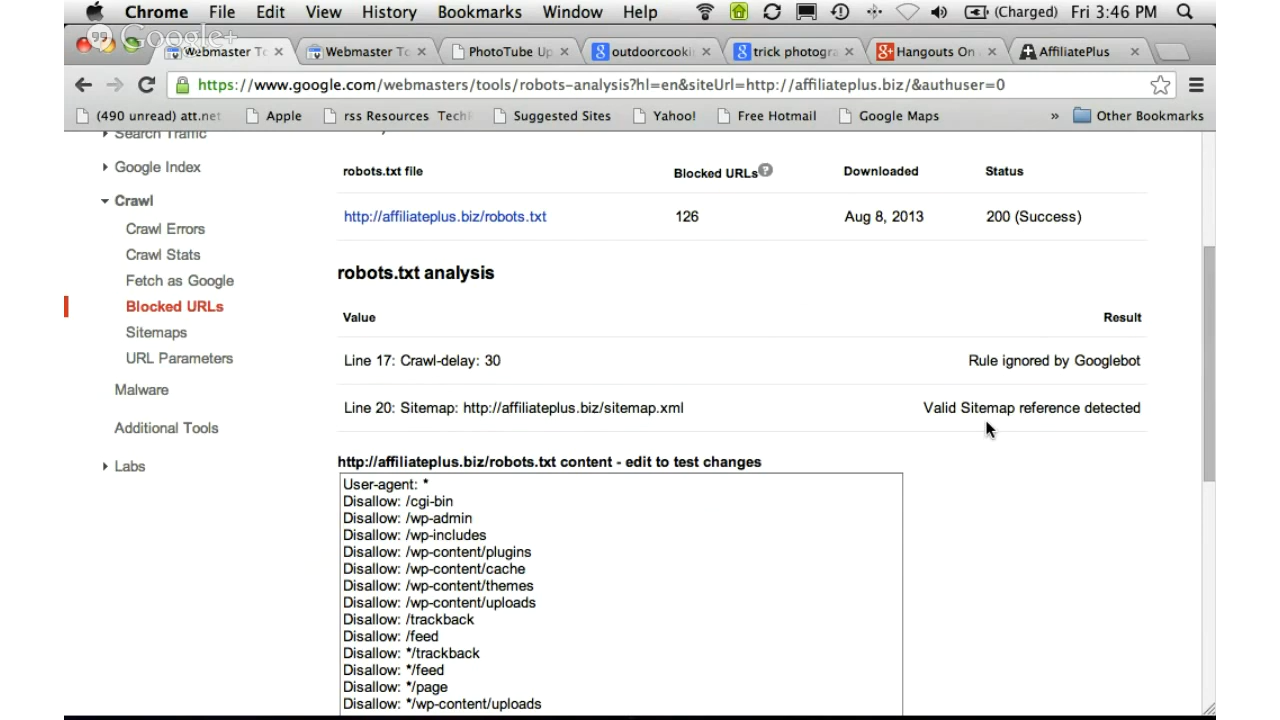 Chrome File Edit View History Bookmarks Window Help (Charged) Fri 3:46 PM
Google+
Webmaster To Webmaster To PhotoTube Up outdoorcooki trick photogra Hangouts On AffiliatePlus
https://www.google.com/webmasters/tools/robots-analysis?hl=en&siteUrl=http://affiliateplus.biz/&authuser=0
(490 unread) att.net Apple rss Resources Tech Suggested Sites Yahoo! Free Hotmail Google Maps » Other Bookmarks
Search Traffic
Google Index
Crawl
Crawl Errors
Crawl Stats
Fetch as Google
Blocked URLs
Sitemaps
URL Parameters
Malware
Additional Tools
Labs
robots.txt file Blocked URLs ? Downloaded Status
http://affiliateplus.biz/robots.txt 126 Aug 8, 2013 200 (Success)
robots.txt analysis
Value Result
Line 17: Crawl-delay: 30 Rule ignored by Googlebot
Line 20: Sitemap: http://affiliateplus.biz/sitemap.xml Valid Sitemap reference detected
http://affiliateplus.biz/robots.txt content - edit to test changes
User-agent: *
Disallow: /cgi-bin
Disallow: /wp-admin
Disallow: /wp-includes
Disallow: /wp-content/plugins
Disallow: /wp-content/cache
Disallow: /wp-content/themes
Disallow: /wp-content/uploads
Disallow: /trackback
Disallow: /feed
Disallow: */trackback
Disallow: */feed
Disallow: */page
Disallow: */wp-content/uploads